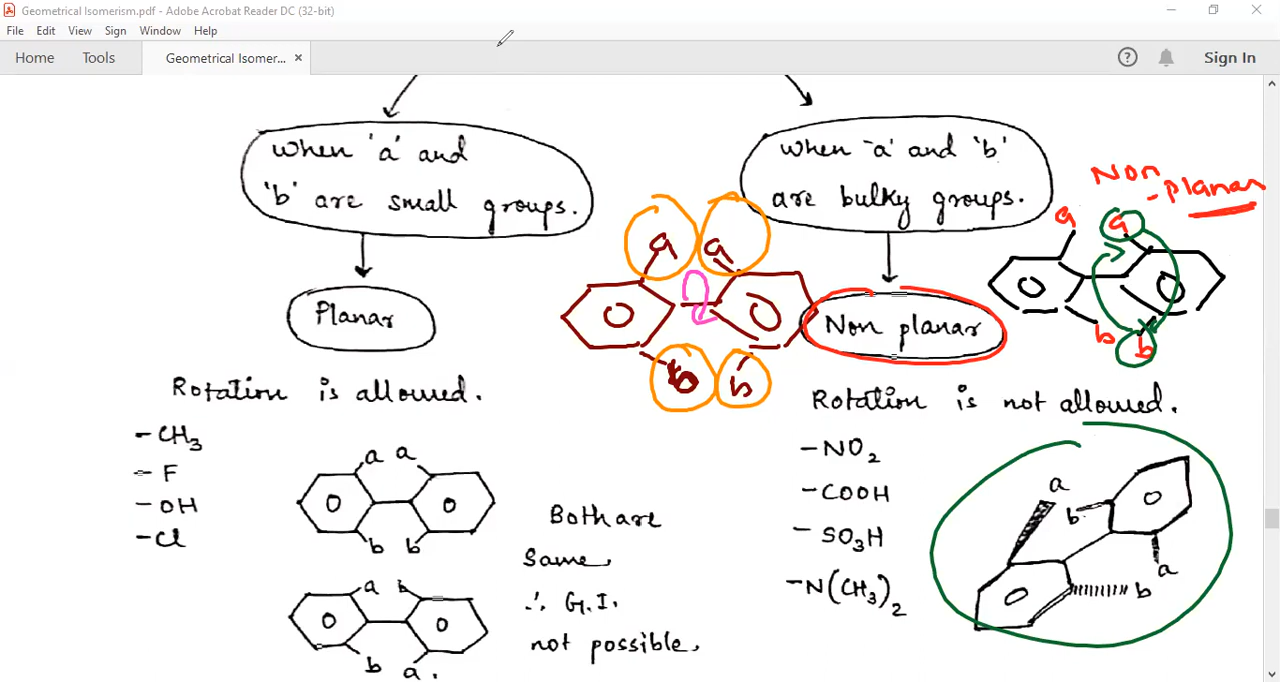 Geometrical Isomerism.pdf - Adobe Acrobat Reader DC (32-bit)
File Edit View Sign Window Help
Home Tools Geometrical Isomer... × ? Sign In
when 'a' and
'b' are small groups.
Planar
Rotation is allowed.
-CH3
- F
- OH
- Cl
a a
b b
a b
b a.
Both are
Same,
∴ G.I.
not possible.
a a
b b
when 'a' and 'b'
are bulky groups.
Non planar
Non
-planar
a a
b b
Rotation is not allowed.
-NO2
-COOH
-SO3H
-N(CH3)2
a
b
a
b